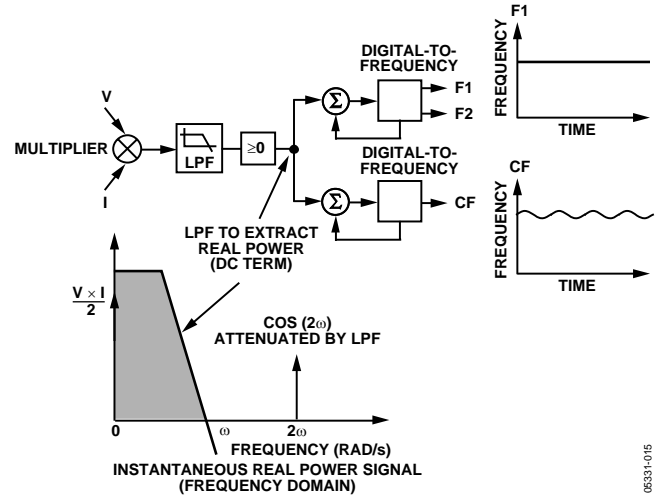 DIGITAL-TO-
FREQUENCY
F1
F2
F1
FREQUENCY
TIME
V
MULTIPLIER
I
LPF
≥0
Σ
DIGITAL-TO-
FREQUENCY
Σ
CF
CF
FREQUENCY
TIME
LPF TO EXTRACT
REAL POWER
(DC TERM)
V × I
2
COS (2ω)
ATTENUATED BY LPF
0
ω
2ω
FREQUENCY (RAD/s)
INSTANTANEOUS REAL POWER SIGNAL
(FREQUENCY DOMAIN)
05331-015